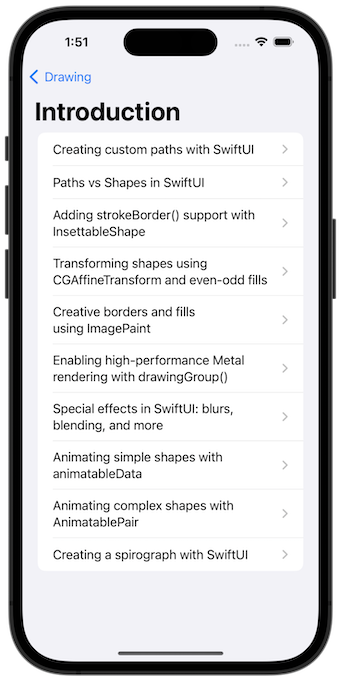 1:51
Drawing
Introduction
Creating custom paths with SwiftUI
Paths vs Shapes in SwiftUI
Adding strokeBorder() support with
InsettableShape
Transforming shapes using
CGAffineTransform and even-odd fills
Creative borders and fills
using ImagePaint
Enabling high-performance Metal
rendering with drawingGroup()
Special effects in SwiftUI: blurs,
blending, and more
Animating simple shapes with
animatableData
Animating complex shapes with
AnimatablePair
Creating a spirograph with SwiftUI